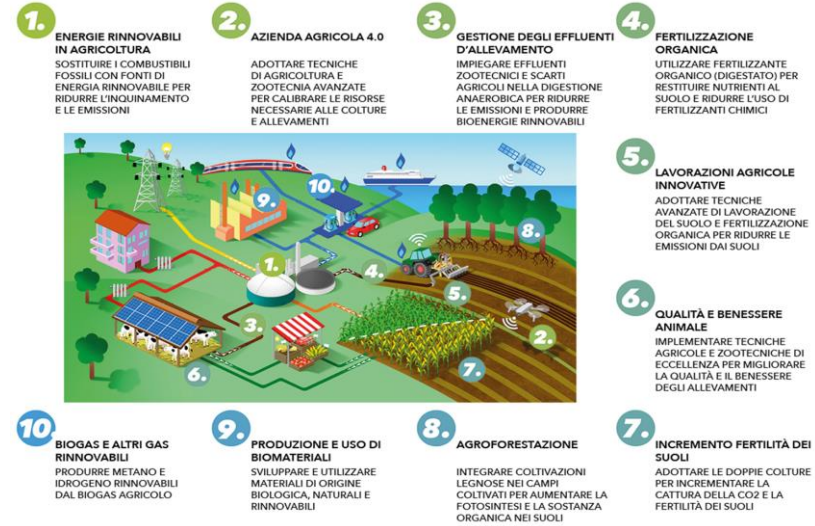 1.
ENERGIE RINNOVABILI
IN AGRICOLTURA
SOSTITUIRE I COMBUSTIBILI
FOSSILI CON FONTI DI
ENERGIA RINNOVABILE PER
RIDURRE L'INQUINAMENTO
E LE EMISSIONI
2.
AZIENDA AGRICOLA 4.0
ADOTTARE TECNICHE
DI AGRICOLTURA E
ZOOTECNIA AVANZATE
PER CALIBRARE LE RISORSE
NECESSARIE ALLE COLTURE
E ALLEVAMENTI
3.
GESTIONE DEGLI EFFLUENTI
D'ALLEVAMENTO
IMPIEGARE EFFLUENTI
ZOOTECNICI E SCARTI
AGRICOLI NELLA DIGESTIONE
ANAEROBICA PER RIDURRE
LE EMISSIONI E PRODURRE
BIOENERGIE RINNOVABILI
4.
FERTILIZZAZIONE
ORGANICA
UTILIZZARE FERTILIZZANTE
ORGANICO (DIGESTATO) PER
RESTITUIRE NUTRIENTI AL
SUOLO E RIDURRE L'USO DI
FERTILIZZANTI CHIMICI
5.
LAVORAZIONI AGRICOLE
INNOVATIVE
ADOTTARE TECNICHE
AVANZATE DI LAVORAZIONE
DEL SUOLO E FERTILIZZAZIONE
ORGANICA PER RIDURRE LE
EMISSIONI DAI SUOLI
6.
QUALITÀ E BENESSERE
ANIMALE
IMPLEMENTARE TECNICHE
AGRICOLE E ZOOTECNICHE DI
ECCELLENZA PER MIGLIORARE
LA QUALITÀ E IL BENESSERE
DEGLI ALLEVAMENTI
10.
9.
8.
1.
4.
5.
3.
2.
6.
7.
10.
BIOGAS E ALTRI GAS
RINNOVABILI
PRODURRE METANO E
IDROGENO RINNOVABILI
DAL BIOGAS AGRICOLO
9.
PRODUZIONE E USO DI
BIOMATERIALI
SVILUPPARE E UTILIZZARE
MATERIALI DI ORIGINE
BIOLOGICA, NATURALI E
RINNOVABILI
8.
AGROFORESTAZIONE
INTEGRARE COLTIVAZIONI
LEGNOSE NEI CAMPI
COLTIVATI PER AUMENTARE LA
FOTOSINTESI E LA SOSTANZA
ORGANICA NEI SUOLI
7.
INCREMENTO FERTILITÀ DEI
SUOLI
ADOTTARE LE DOPPIE COLTURE
PER INCREMENTARE LA
CATTURA DELLA CO2 E LA
FERTILITÀ DEI SUOLI